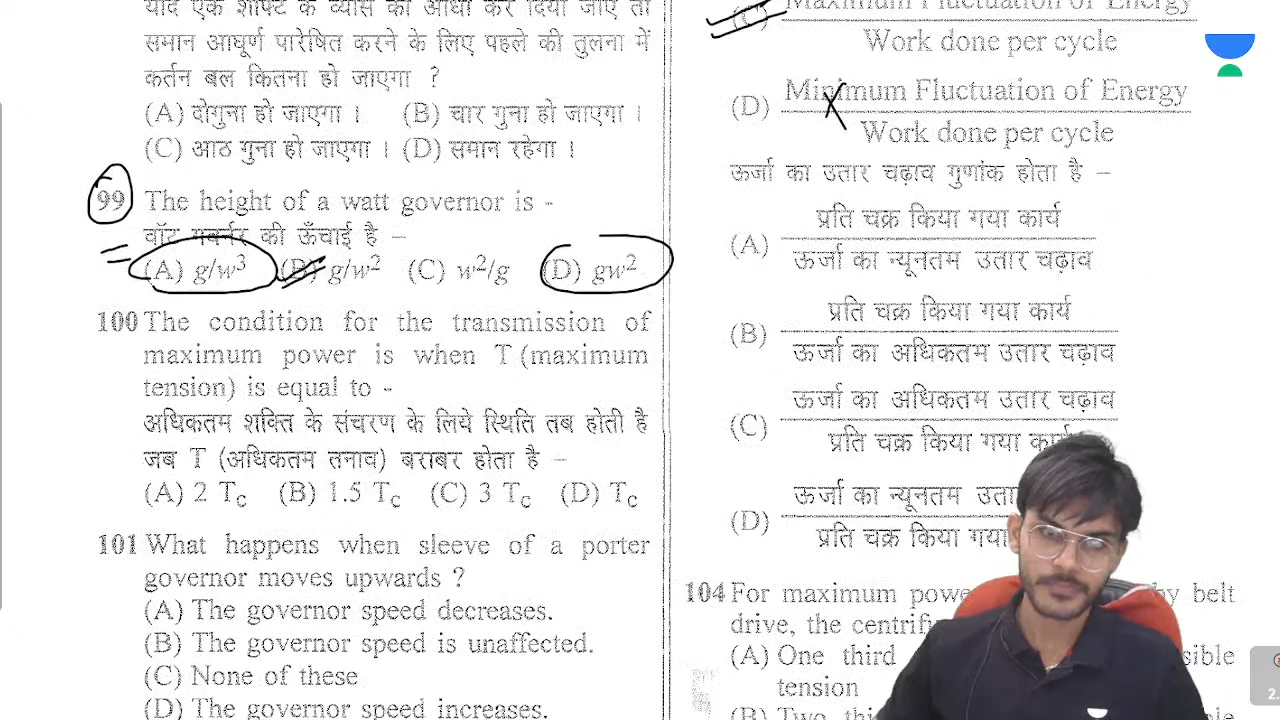 यदि एक शाफ्ट के व्यास को आधा कर दिया जाए तो
समान आघूर्ण पारेषित करने के लिए पहले की तुलना में
कर्तन बल कितना हो जाएगा ?
(A) दोगुना हो जाएगा (B) चार गुना हो जाएगा ।
(C) आठ गुना हो जाएगा । (D) समान रहेगा ।
99 The height of a watt governor is -
वॉट गवर्नर की ऊँचाई है –
(A) g/w³ (B) g/w² (C) w²/g (D) gw²
100 The condition for the transmission of
maximum power is when T (maximum
tension) is equal to -
अधिकतम शक्ति के संचरण के लिये स्थिति तब होती है
जब T (अधिकतम तनाव) बराबर होता है –
(A) 2 Tc (B) 1.5 Tc (C) 3 Tc (D) Tc
101 What happens when sleeve of a porter
governor moves upwards ?
(A) The governor speed decreases.
(B) The governor speed is unaffected.
(C) None of these
(D) The governor speed increases.
(C) Maximum Fluctuation of Energy
Work done per cycle
(D) Minimum Fluctuation of Energy
Work done per cycle
ऊर्जा का उतार चढ़ाव गुणांक होता है –
(A) प्रति चक्र किया गया कार्य
ऊर्जा का न्यूनतम उतार चढ़ाव
(B) प्रति चक्र किया गया कार्य
ऊर्जा का अधिकतम उतार चढ़ाव
(C) ऊर्जा का अधिकतम उतार चढ़ाव
प्रति चक्र किया गया कार्य
(D) ऊर्जा का न्यूनतम
प्रति चक्र किया गया
104 For maximum by belt
drive, the
(A) One third
tension